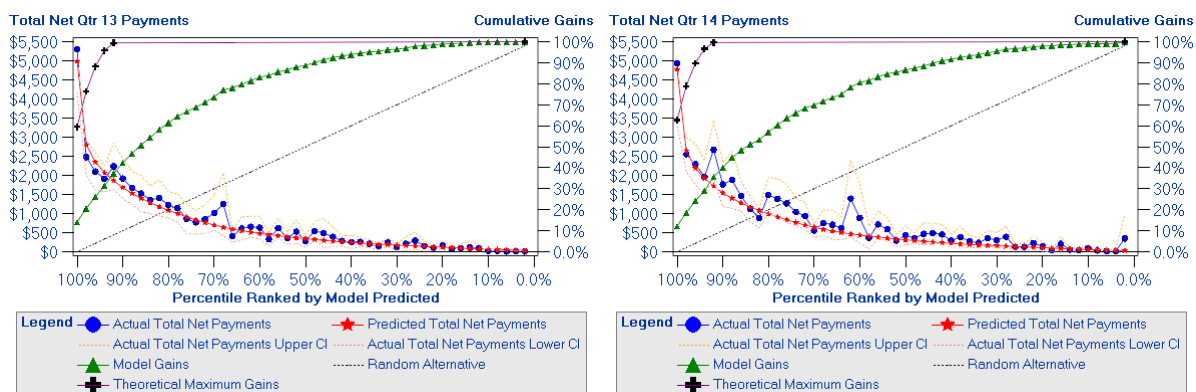 Total Net Qtr 13 Payments Cumulative Gains
$5,500 100%
$5,000 90%
$4,500 80%
$4,000 70%
$3,500
$3,000 60%
$2,500 50%
$2,000 40%
$1,500 30%
$1,000 20%
$500 10%
$0 0.0%
100% 90% 80% 70% 60% 50% 40% 30% 20% 10% 0.0%
Percentile Ranked by Model Predicted
Legend Actual Total Net Payments Predicted Total Net Payments
Actual Total Net Payments Upper CI Actual Total Net Payments Lower CI
Model Gains Random Alternative
Theoretical Maximum Gains
Total Net Qtr 14 Payments Cumulative Gains
$5,500 100%
$5,000 90%
$4,500 80%
$4,000 70%
$3,500
$3,000 60%
$2,500 50%
$2,000 40%
$1,500 30%
$1,000 20%
$500 10%
$0 0.0%
100% 90% 80% 70% 60% 50% 40% 30% 20% 10% 0.0%
Percentile Ranked by Model Predicted
Legend Actual Total Net Payments Predicted Total Net Payments
Actual Total Net Payments Upper CI Actual Total Net Payments Lower CI
Model Gains Random Alternative
Theoretical Maximum Gains